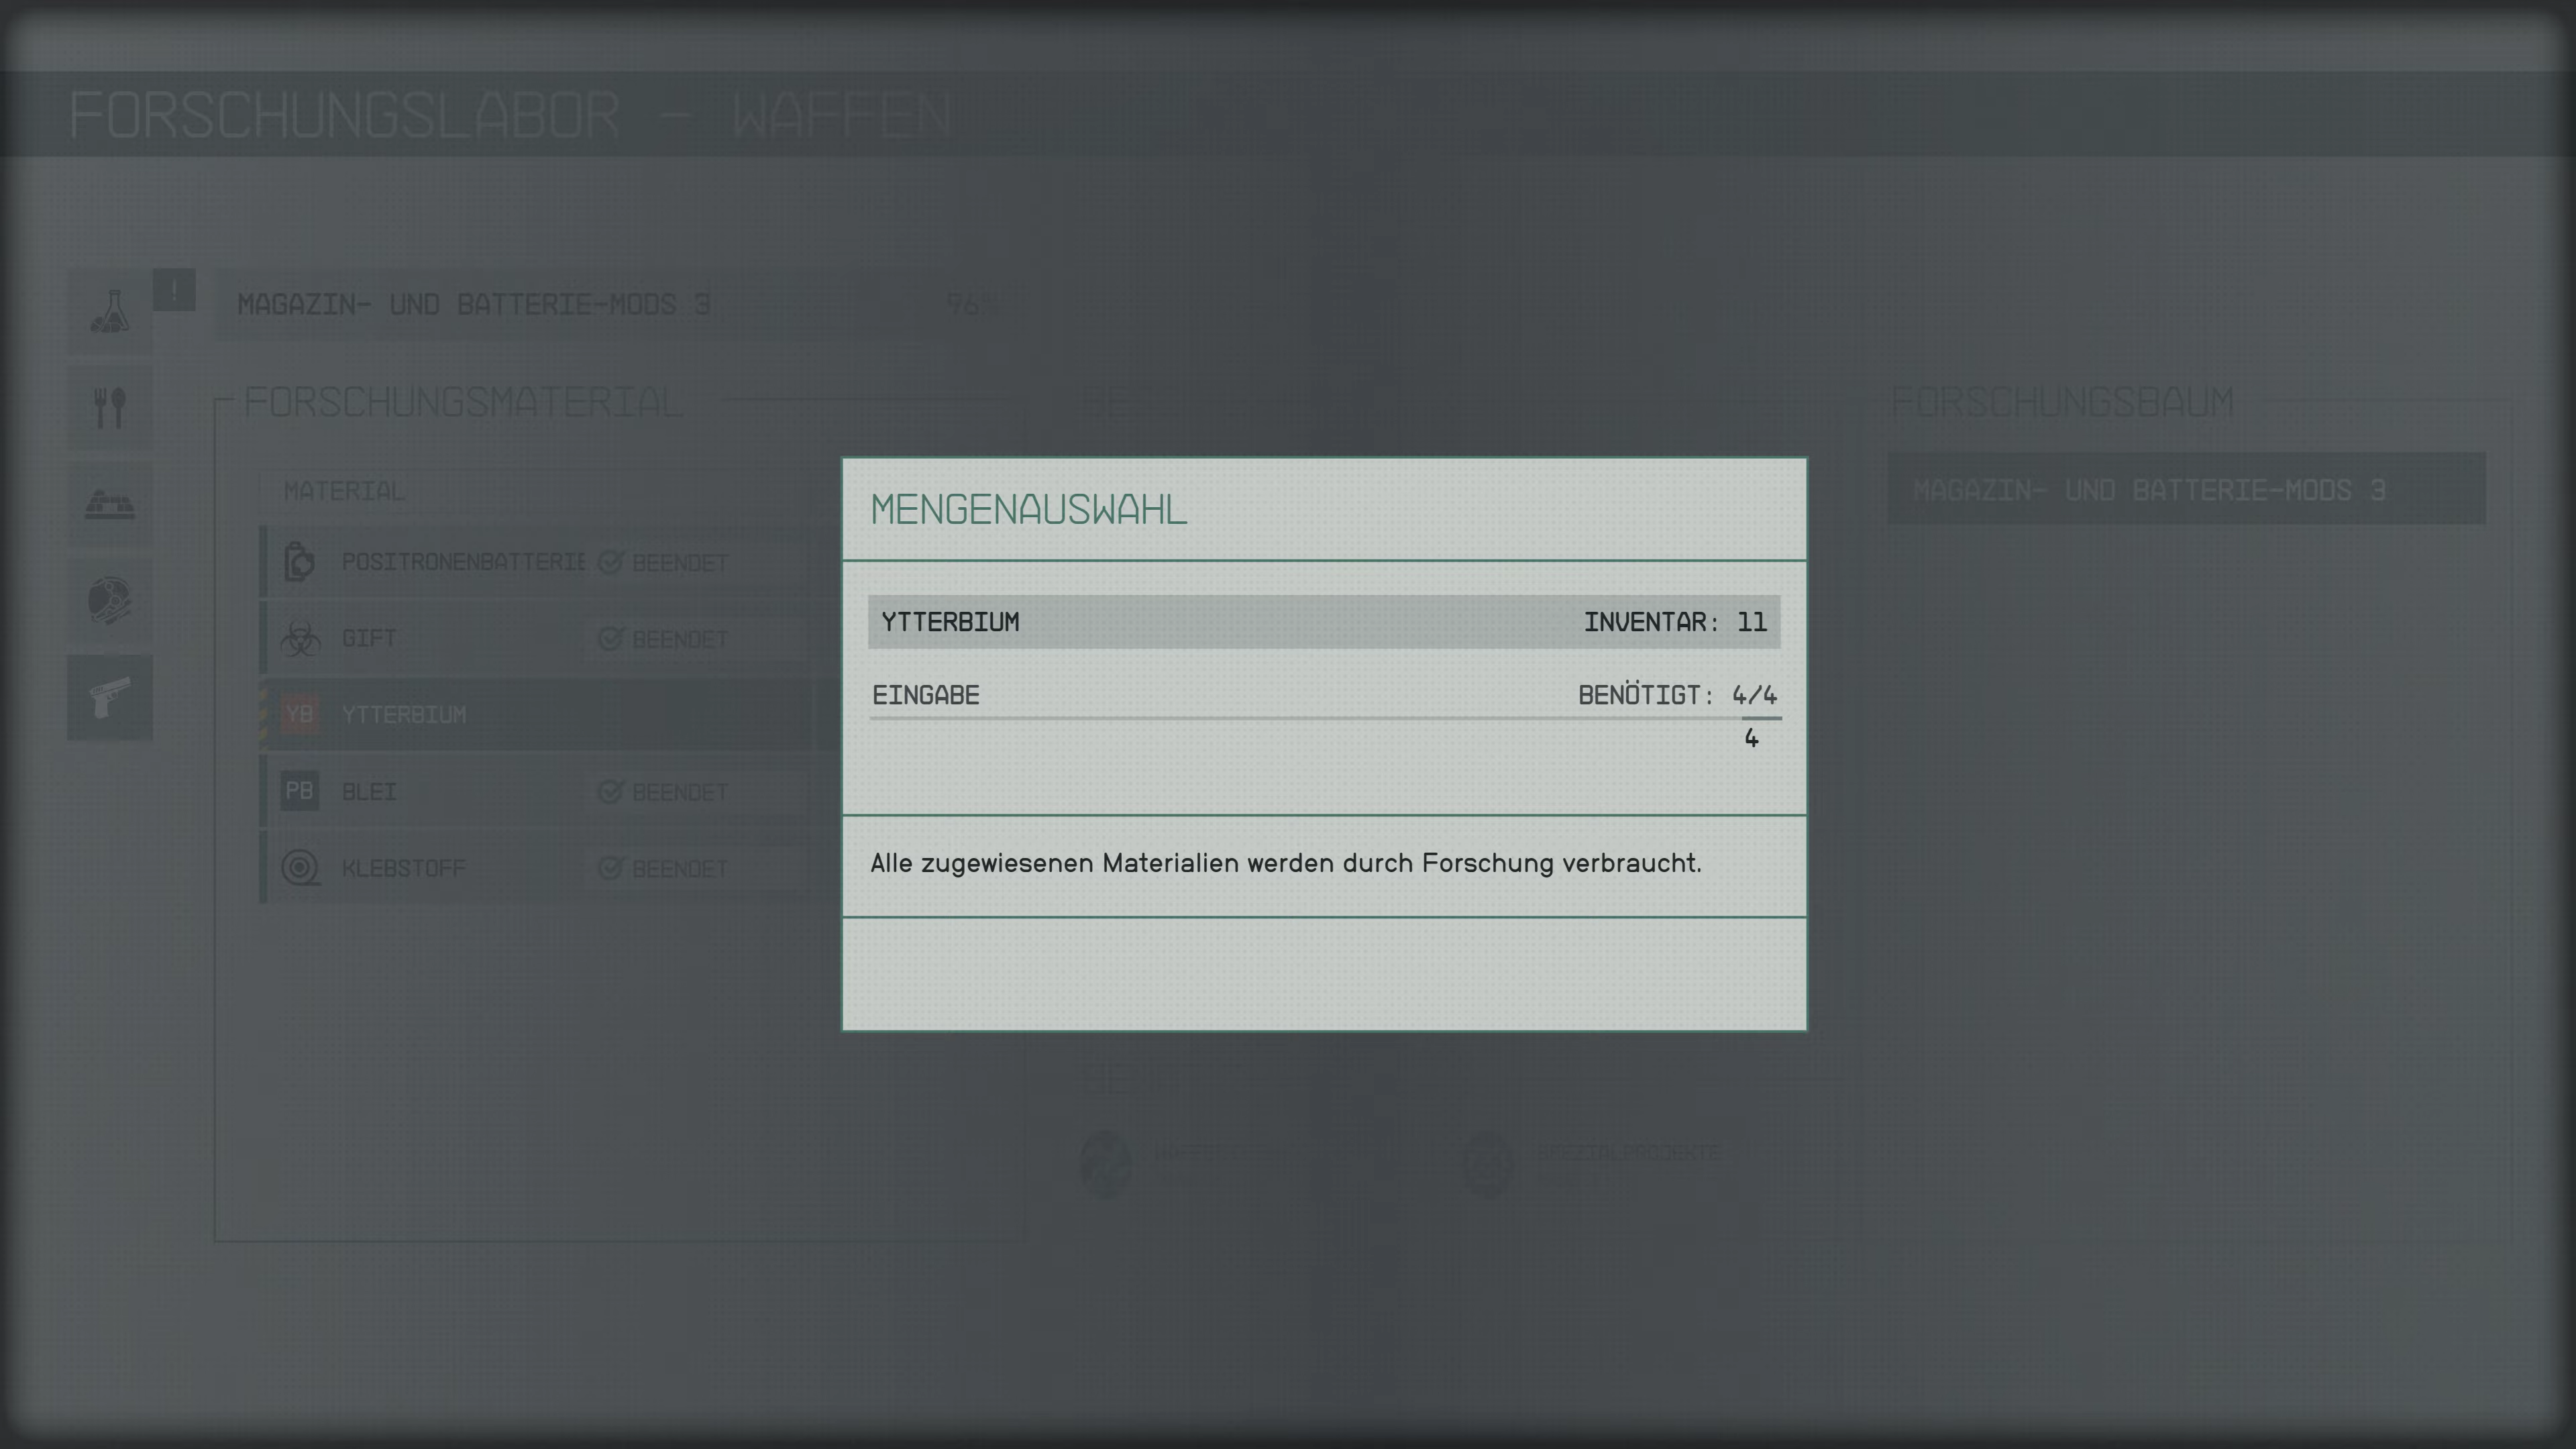 FORSCHUNGSLABOR - WAFFEN
!
MAGAZIN- UND BATTERIE-MODS 3
96%
FORSCHUNGSMATERIAL
MATERIAL
POSITRONENBATTERIE
BEENDET
GIFT
BEENDET
YB YTTERBIUM
PB BLEI
BEENDET
KLEBSTOFF
BEENDET
MENGENAUSWAHL
YTTERBIUM
INVENTAR: 11
EINGABE
BENÖTIGT: 4/4
4
Alle zugewiesenen Materialien werden durch Forschung verbraucht.
SPEZIALPROJEKTE
FORSCHUNGSBAUM
MAGAZIN- UND BATTERIE-MODS 3